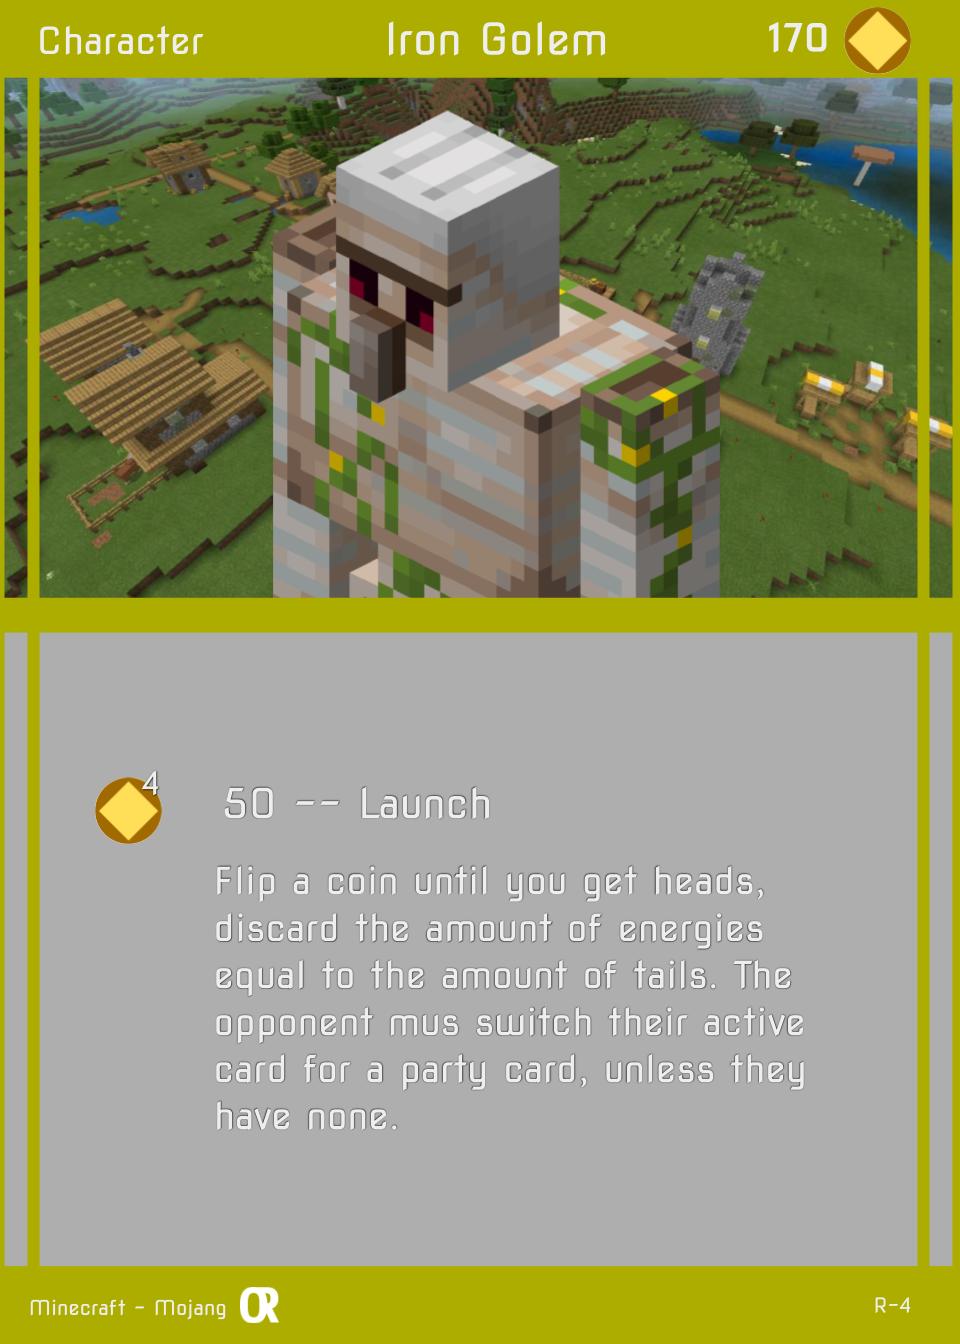 Character Iron Golem 170
4
50 -- Launch
Flip a coin until you get heads,
discard the amount of energies
equal to the amount of tails. The
opponent mus switch their active
card for a party card, unless they
have none.
Minecraft - Mojang OR R-4